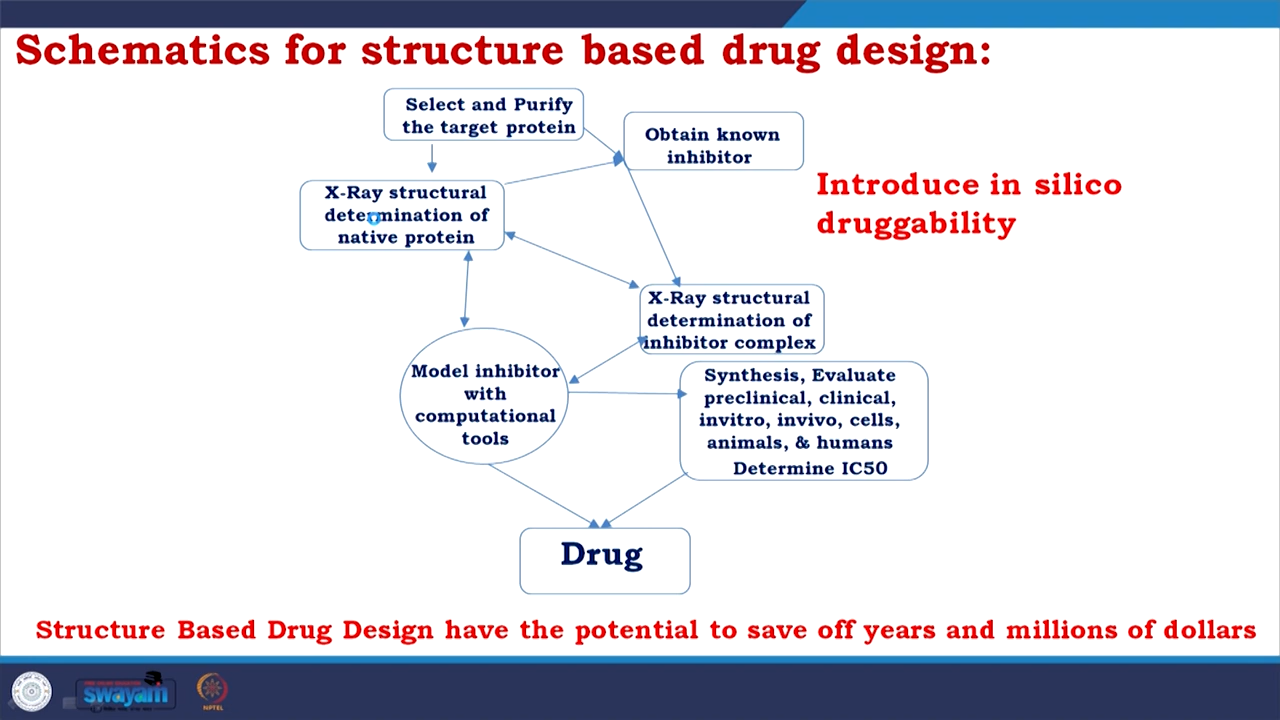 Schematics for structure based drug design:
Select and Purify
the target protein
Obtain known
inhibitor
Introduce in silico
druggability
X-Ray structural
determination of
native protein
X-Ray structural
determination of
inhibitor complex
Model inhibitor
with
computational
tools
Synthesis, Evaluate
preclinical, clinical,
invitro, invivo, cells,
animals, & humans
Determine IC50
Drug
Structure Based Drug Design have the potential to save off years and millions of dollars
swayam
NPTEL